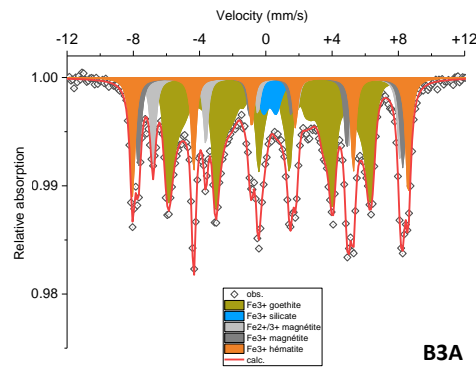 Velocity (mm/s)
-12 -8 -4 0 +4 +8 +12
1.00
0.99
0.98
Relative absorption
obs.
Fe3+ goethite
Fe3+ silicate
Fe2+/3+ magnétite
Fe3+ magnétite
Fe3+ hématite
calc.
B3A